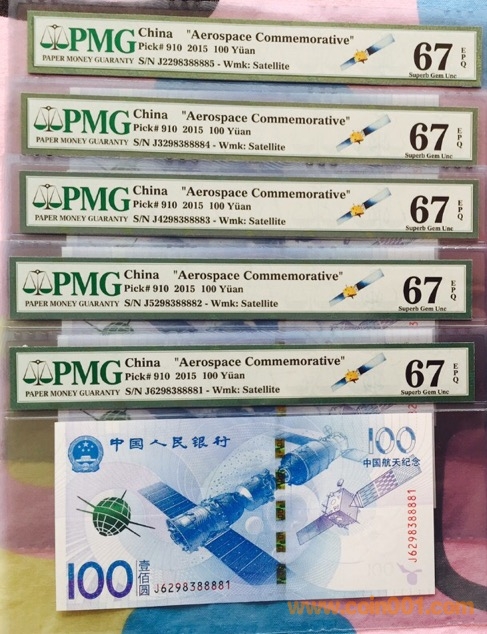 PMG
PAPER MONEY GUARANTY
China "Aerospace Commemorative"
Pick# 910 2015 100 Yüan
S/N J2298388885 - Wmk: Satellite
67 EPQ
Superb Gem Unc
PMG
PAPER MONEY GUARANTY
China "Aerospace Commemorative"
Pick# 910 2015 100 Yüan
S/N J3298388884 - Wmk: Satellite
67 EPQ
Superb Gem Unc
PMG
PAPER MONEY GUARANTY
China "Aerospace Commemorative"
Pick# 910 2015 100 Yüan
S/N J4298388883 - Wmk: Satellite
67 EPQ
Superb Gem Unc
PMG
PAPER MONEY GUARANTY
China "Aerospace Commemorative"
Pick# 910 2015 100 Yüan
S/N J5298388882 - Wmk: Satellite
67 EPQ
Superb Gem Unc
PMG
PAPER MONEY GUARANTY
China "Aerospace Commemorative"
Pick# 910 2015 100 Yüan
S/N J6298388881 - Wmk: Satellite
67 EPQ
Superb Gem Unc
中国人民银行
100
中国航天纪念
J6298388881
100
壹佰圆
J6298388881
www.coin001.com